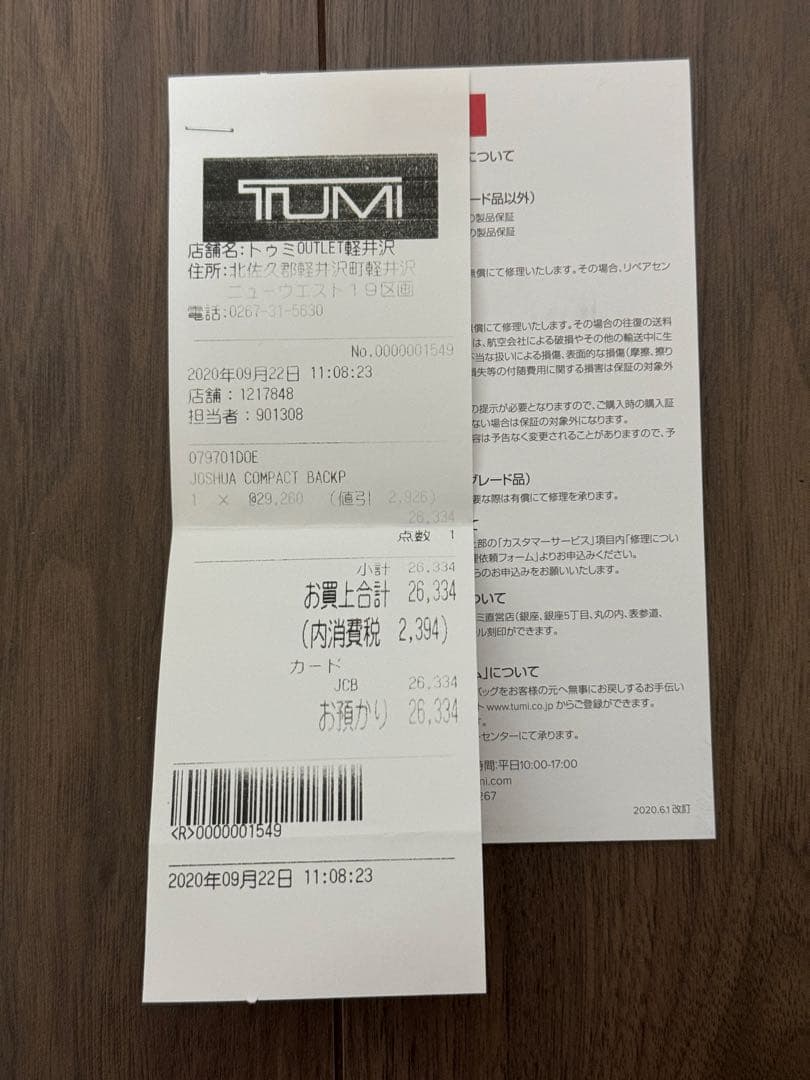 TUMI
店舗名:トゥミOUTLET軽井沢
住所:北佐久郡軽井沢町軽井沢
ニューウエスト19区画
電話:0267-31-5630
No.0000001549
2020年09月22日 11:08:23
店舗:1217848
担当者:901308
079701DOE
JOSHUA COMPACT BACKP
1 × @29,260 (値引 2,926)
26,334
点数 1
小計 26,334
お買上合計 26,334
(内消費税 2,394)
カード
JCB 26,334
お預かり 26,334
<R>0000001549
2020年09月22日 11:08:23
について
ード品以外)
の製品保証
の製品保証
無償にて修理いたします。その場合、リペアセン
償にて修理いたします。その場合の往復の送料
は、航空会社による破損やその他の輸送中に生
当な扱いによる損傷、表面的な損傷(摩擦、擦り
損失等の付随費用に関する損害は保証の対象外
の提示が必要となりますので、ご購入時の購入証
ない場合は保証の対象外になります。
容は予告なく変更されることがありますので、予
グレード品)
要な際は有償にて修理を承ります。
て
上部の「カスタマーサービス」項目内「修理につい
理依頼フォーム」よりお申込みください。
らのお申込みをお願いいたします。
ついて
ミ直営店(銀座、銀座5丁目、丸の内、表参道、
ル刻印ができます。
ム」について
バッグをお客様の元へ無事にお戻しするお手伝い
ト www.tumi.co.jp からご登録ができます。
す。
ーセンターにて承ります。
時間:平日10:00-17:00
mi.com
267
2020.6.1 改訂